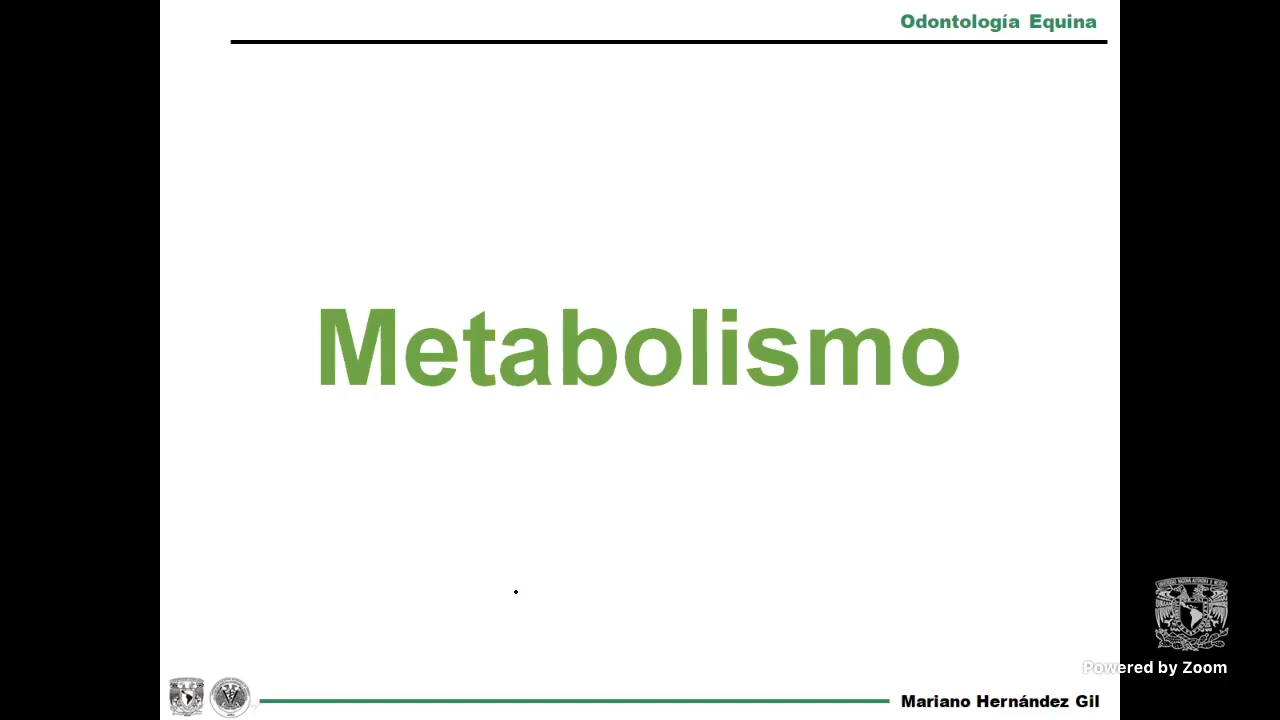 Odontología Equina
Metabolismo
Powered by Zoom
Mariano Hernández Gil